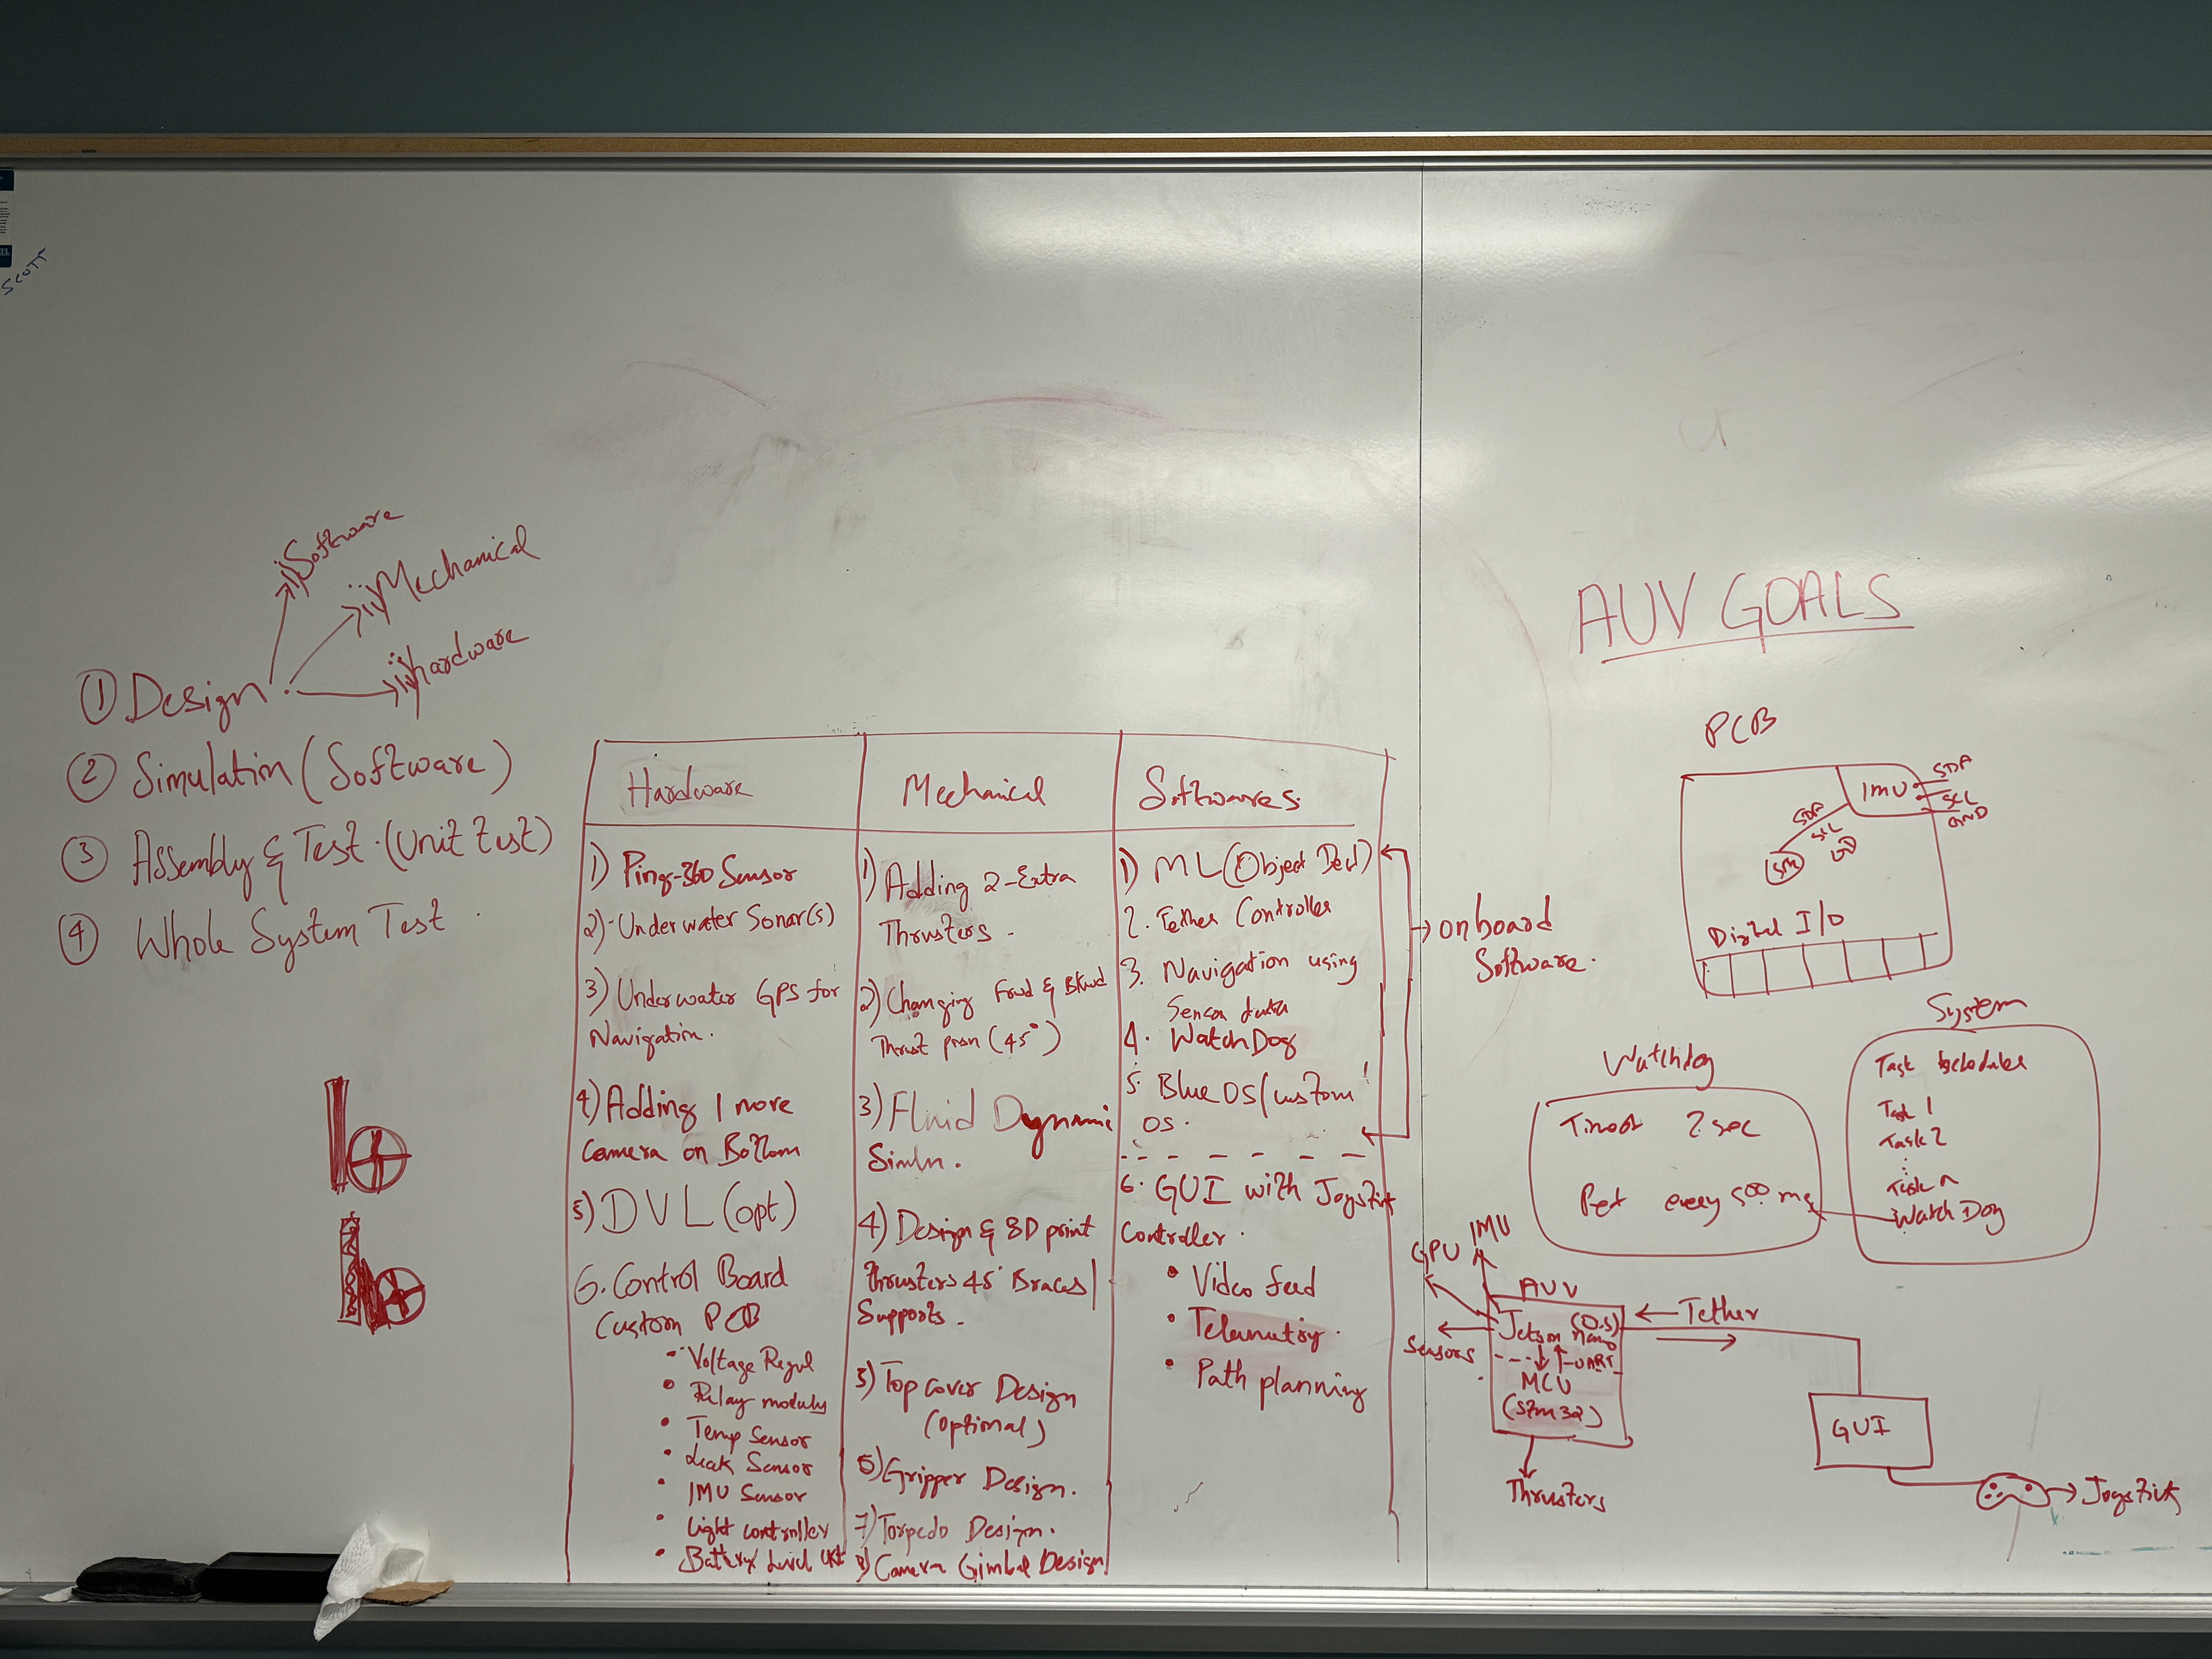 SCOTT
i) Software
ii) Mechanical
iii) hardware
① Design
② Simulation (Software)
③ Assembly & Test. (Unit test)
④ Whole System Test.
Hardware
1) Ping-360 Sensor
2) Underwater Sonar(s)
3) Underwater GPS for
Navigation.
4) Adding 1 more
Camera on Bottom
5) DVL (opt)
6. Control Board
Custom PCB
• Voltage Regul
• Relay module
• Temp Sensor
• Leak Sensor
• IMU Sensor
• Light controller
• Battery Level
Mechanical
1) Adding 2-Extra
Thrusters.
2) Changing Frwd & Bkwd
Thrust (45°)
3) Fluid Dynami
Simln.
4) Design & 3D print
Thrusters 45° Braces/
Supports.
5) Top cover Design
(optional)
6) Gripper Design.
7) Torpedo Design.
8) Camera Gimbal Design
Softwares.
1) ML (Object Dect)
2. Tether Controller
3. Navigation using
Sensor data
4. WatchDog
5. Blue OS/custom
OS.
6. GUI with Joystick
Controller.
• Video feed
• Telemetry.
• Path planning
onboard
Software.
AUV GOALS
PCB
IMU
SDA
SCL
GND
SDA
SCL
Digital I/O
Watchdog
2 sec
Pet every 500 ms
System
Task Scheduler
Task 1
Task 2
Task n
Watch Dog
GPU
IMU
Sensors
AUV
Jetson Nano
(O.S)
UART
MCU
(STM32)
Thrusters
Tether
GUI
Joystick